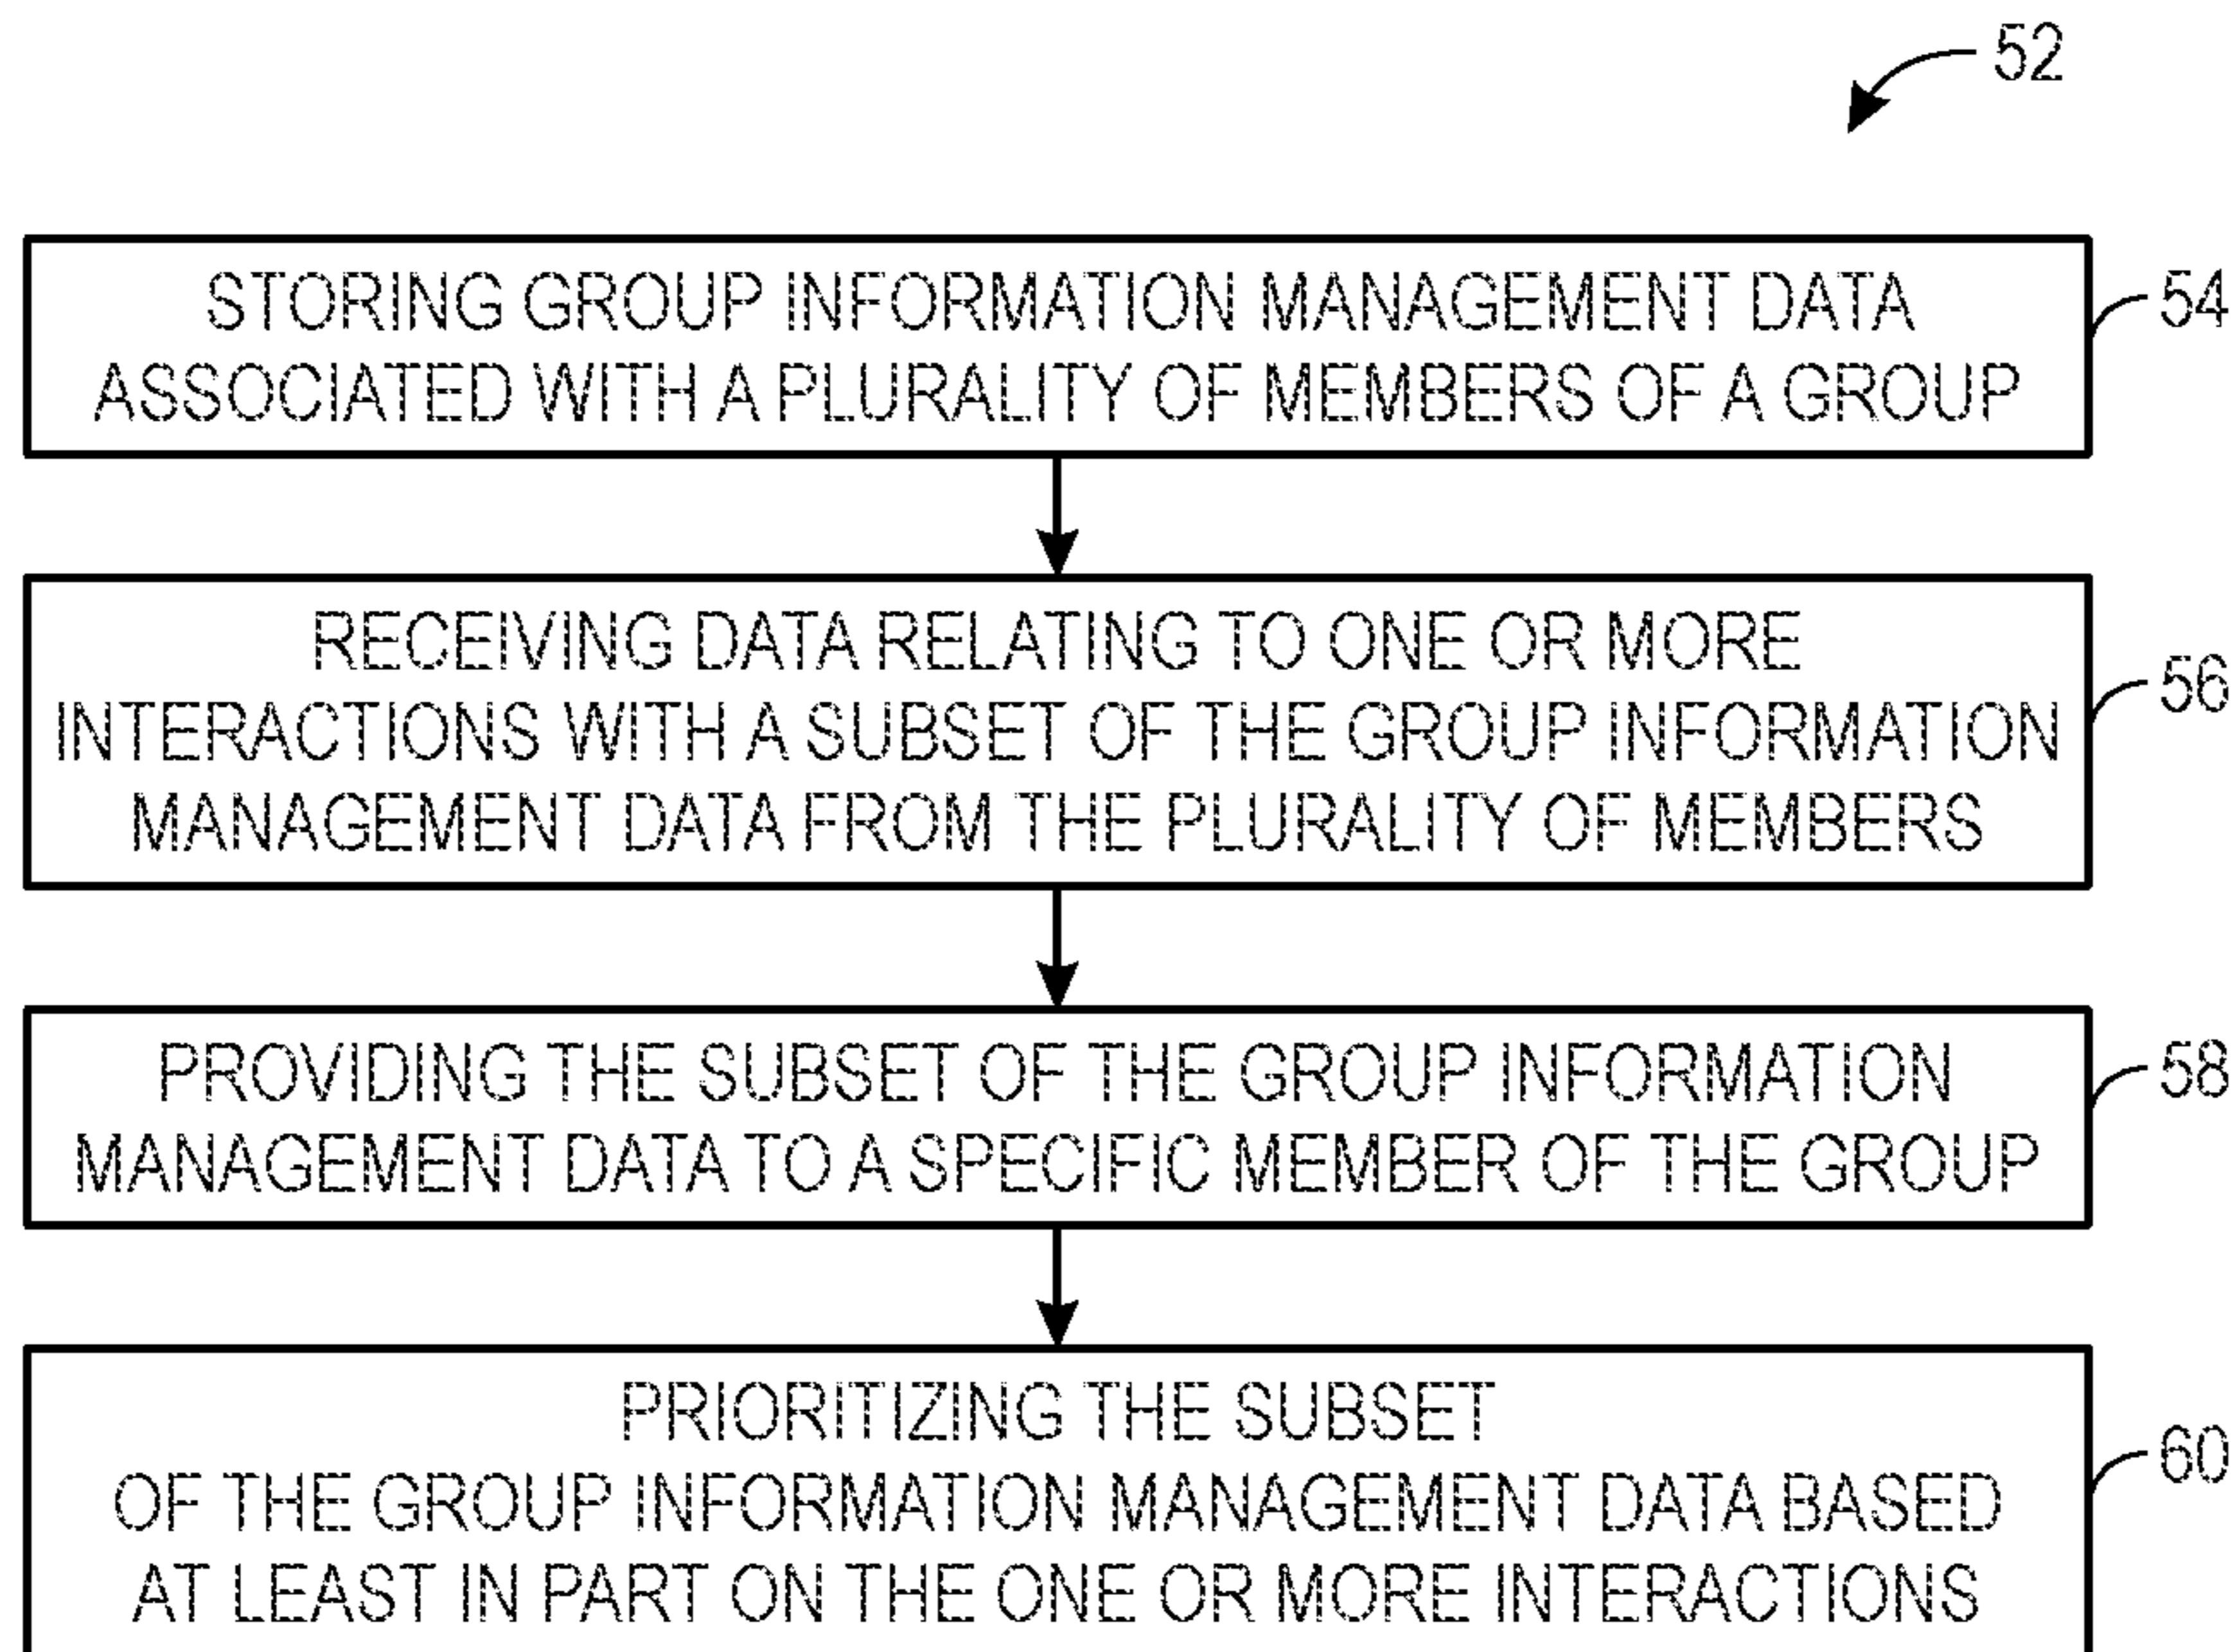 52
STORING GROUP INFORMATION MANAGEMENT DATA
ASSOCIATED WITH A PLURALITY OF MEMBERS OF A GROUP
54
RECEIVING DATA RELATING TO ONE OR MORE
INTERACTIONS WITH A SUBSET OF THE GROUP INFORMATION
MANAGEMENT DATA FROM THE PLURALITY OF MEMBERS
56
PROVIDING THE SUBSET OF THE GROUP INFORMATION
MANAGEMENT DATA TO A SPECIFIC MEMBER OF THE GROUP
58
PRIORITIZING THE SUBSET
OF THE GROUP INFORMATION MANAGEMENT DATA BASED
AT LEAST IN PART ON THE ONE OR MORE INTERACTIONS
60